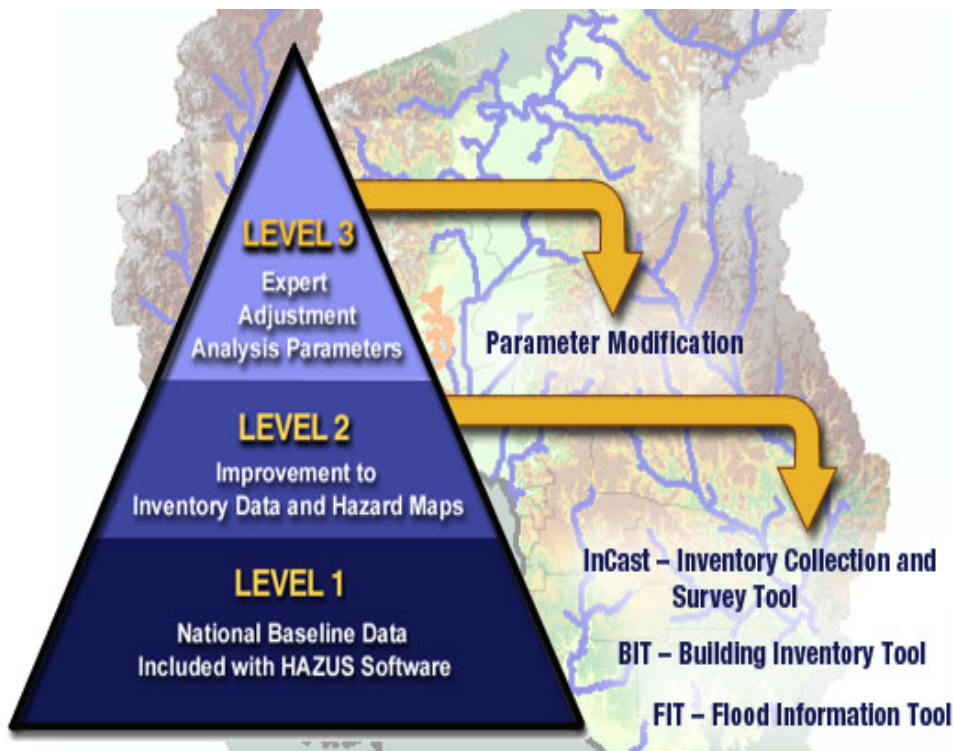 LEVEL 3
Expert
Adjustment
Analysis Parameters
Parameter Modification
LEVEL 2
Improvement to
Inventory Data and Hazard Maps
InCast – Inventory Collection and
Survey Tool
BIT – Building Inventory Tool
FIT – Flood Information Tool
LEVEL 1
National Baseline Data
Included with HAZUS Software